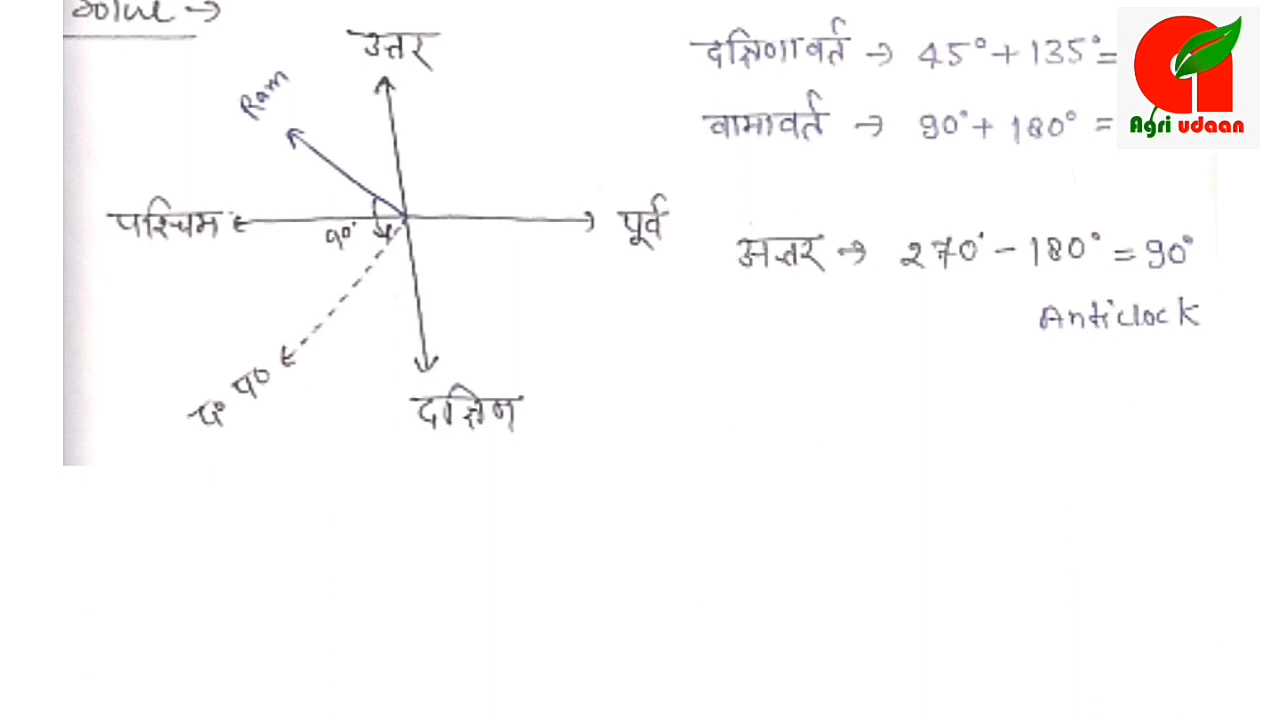 Solve →
उत्तर
Ram
पश्चिम
90°
पूर्व
द० प०
दक्षिण
दक्षिणावर्त → 45° + 135° =
वामावर्त → 90° + 180° =
अन्तर → 270° - 180° = 90°
Anticlock
Agri udaan